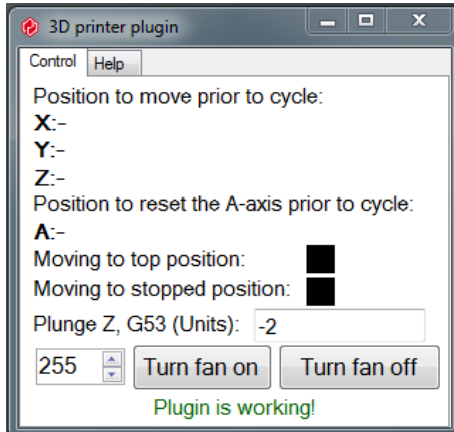 3D printer plugin
Control Help
Position to move prior to cycle:
X:-
Y:-
Z:-
Position to reset the A-axis prior to cycle:
A:-
Moving to top position:
Moving to stopped position:
Plunge Z, G53 (Units): -2
255 Turn fan on Turn fan off
Plugin is working!